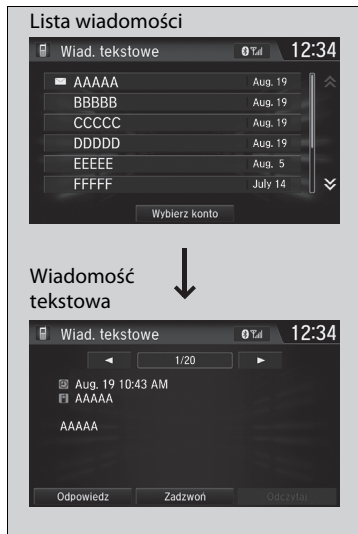 Lista wiadomości
Wiad. tekstowe 12:34
AAAAA Aug. 19
BBBBB Aug. 19
CCCCC Aug. 19
DDDDD Aug. 19
EEEEE Aug. 5
FFFFF July 14
Wybierz konto
Wiadomość
tekstowa
Wiad. tekstowe 12:34
1/20
Aug. 19 10:43 AM
AAAAA
AAAAA
Odpowiedz Zadzwoń Odczytaj